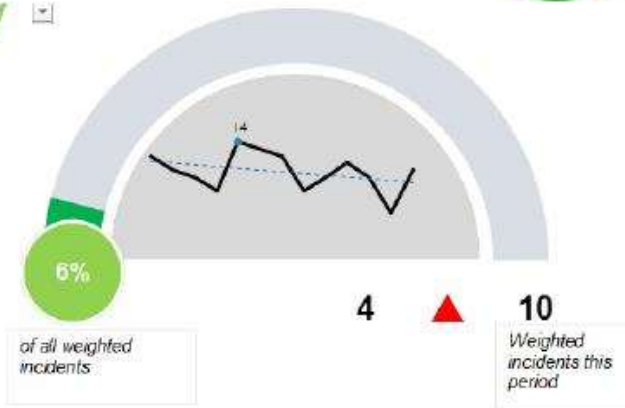 14
6%
4 10
of all weighted
incidents
Weighted
incidents this
period